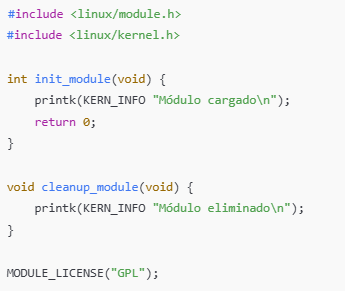 #include <linux/module.h>
#include <linux/kernel.h>

int init_module(void) {
    printk(KERN_INFO "Módulo cargado\n");
    return 0;
}

void cleanup_module(void) {
    printk(KERN_INFO "Módulo eliminado\n");
}

MODULE_LICENSE("GPL");